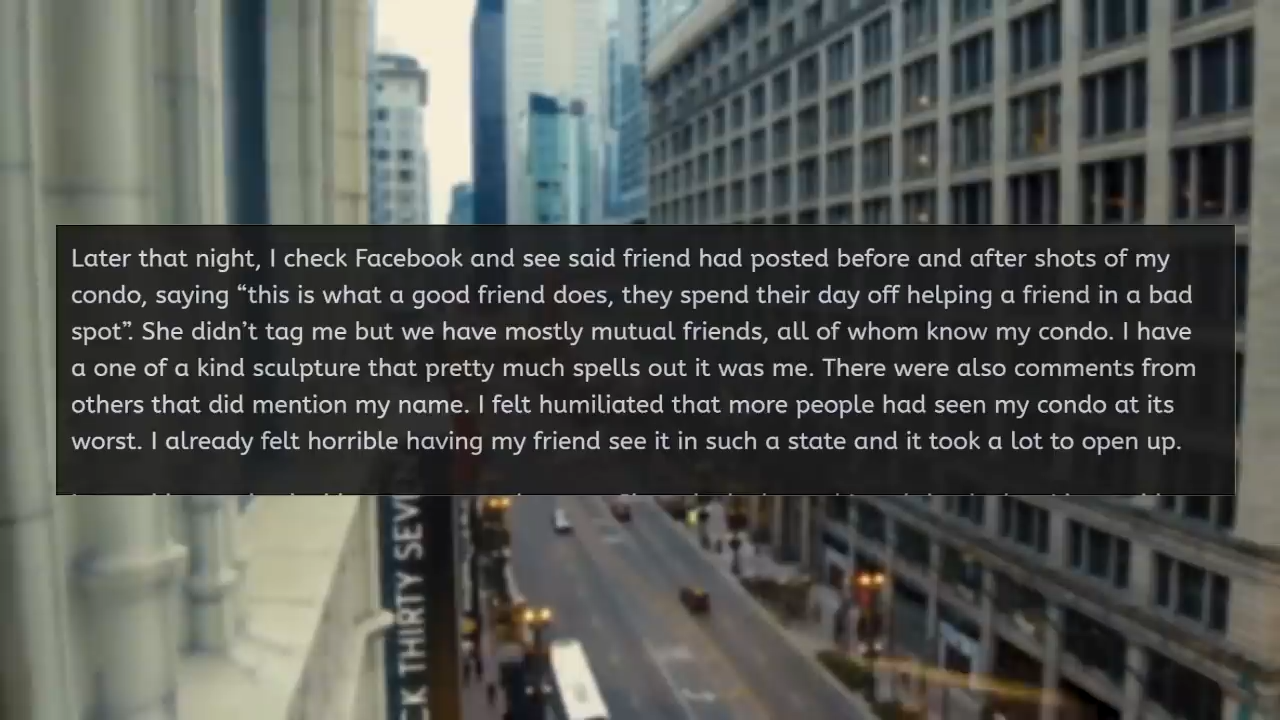 Later that night, I check Facebook and see said friend had posted before and after shots of my
condo, saying “this is what a good friend does, they spend their day off helping a friend in a bad
spot”. She didn’t tag me but we have mostly mutual friends, all of whom know my condo. I have
a one of a kind sculpture that pretty much spells out it was me. There were also comments from
others that did mention my name. I felt humiliated that more people had seen my condo at its
worst. I already felt horrible having my friend see it in such a state and it took a lot to open up.
CK THIRTY SEV